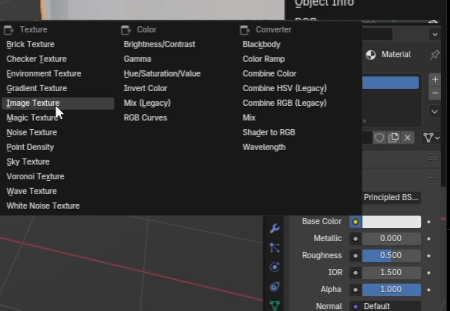 Object Info
Texture
Brick Texture
Checker Texture
Environment Texture
Gradient Texture
Image Texture
Magic Texture
Noise Texture
Point Density
Sky Texture
Voronoi Texture
Wave Texture
White Noise Texture
Color
Brightness/Contrast
Gamma
Hue/Saturation/Value
Invert Color
Mix (Legacy)
RGB Curves
Converter
Blackbody
Color Ramp
Combine Color
Combine HSV (Legacy)
Combine RGB (Legacy)
Mix
Shader to RGB
Wavelength
Material
Principled BS...
Base Color
Metallic 0.000
Roughness 0.500
IOR 1.500
Alpha 1.000
Normal Default